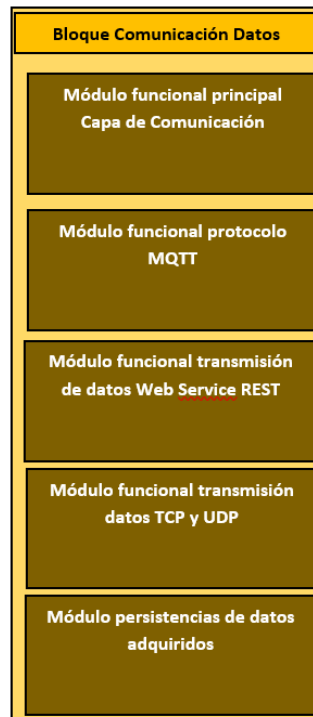 Bloque Comunicación Datos
Módulo funcional principal
Capa de Comunicación
Módulo funcional protocolo
MQTT
Módulo funcional transmisión
de datos Web Service REST
Módulo funcional transmisión
datos TCP y UDP
Módulo persistencias de datos
adquiridos